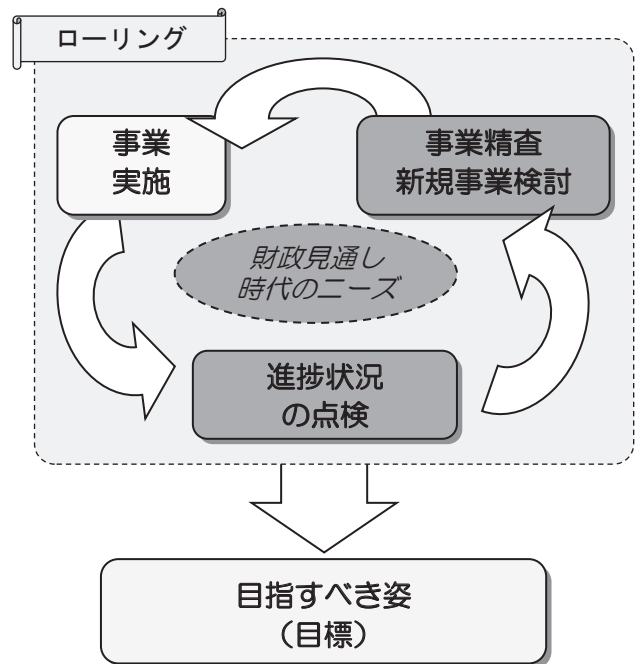 ローリング
事業
実施
事業精査
新規事業検討
財政見通し
時代のニーズ
進捗状況
の点検
目指すべき姿
（目標）